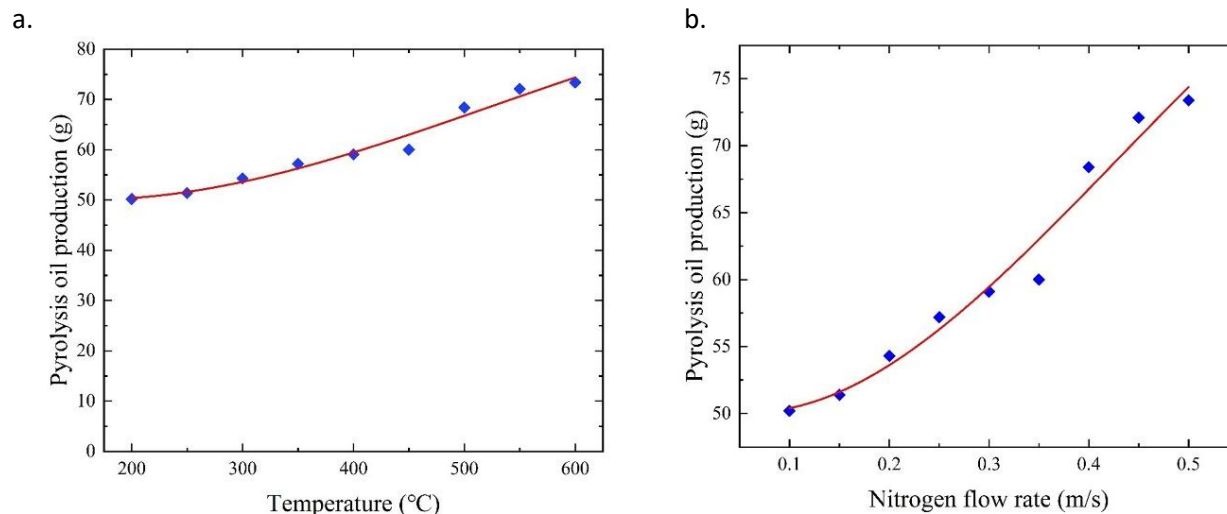 a.
80
70
60
50
40
30
20
10
0
200 300 400 500 600
Pyrolysis oil production (g)
Temperature (℃)
b.
75
70
65
60
55
50
0.1 0.2 0.3 0.4 0.5
Pyrolysis oil production (g)
Nitrogen flow rate (m/s)